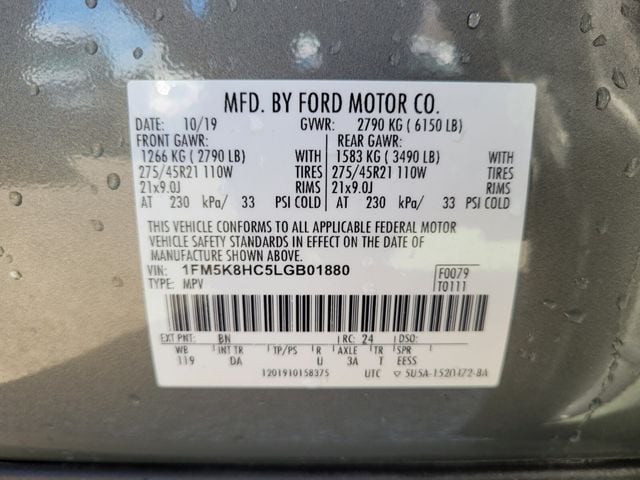 MFD. BY FORD MOTOR CO.
DATE: 10/19 GVWR: 2790 KG ( 6150 LB)
FRONT GAWR: REAR GAWR:
1266 KG ( 2790 LB) WITH 1583 KG ( 3490 LB) WITH
275/45R21 110W TIRES 275/45R21 110W TIRES
21x9.0J RIMS 21x9.0J RIMS
AT 230 kPa/ 33 PSI COLD AT 230 kPa/ 33 PSI COLD
THIS VEHICLE CONFORMS TO ALL APPLICABLE FEDERAL MOTOR
VEHICLE SAFETY STANDARDS IN EFFECT ON THE DATE OF
MANUFACTURE SHOWN ABOVE.
VIN: 1FM5K8HC5LGB01880 F0079
TYPE: MPV T0111
EXT PNT: BN RC: 24 DSO:
WB INT TR TP/PS R AXLE TR SPR
119 DA U 3A T EESS
1201910158375 UTC ▽ 5U5A-1520472-BA